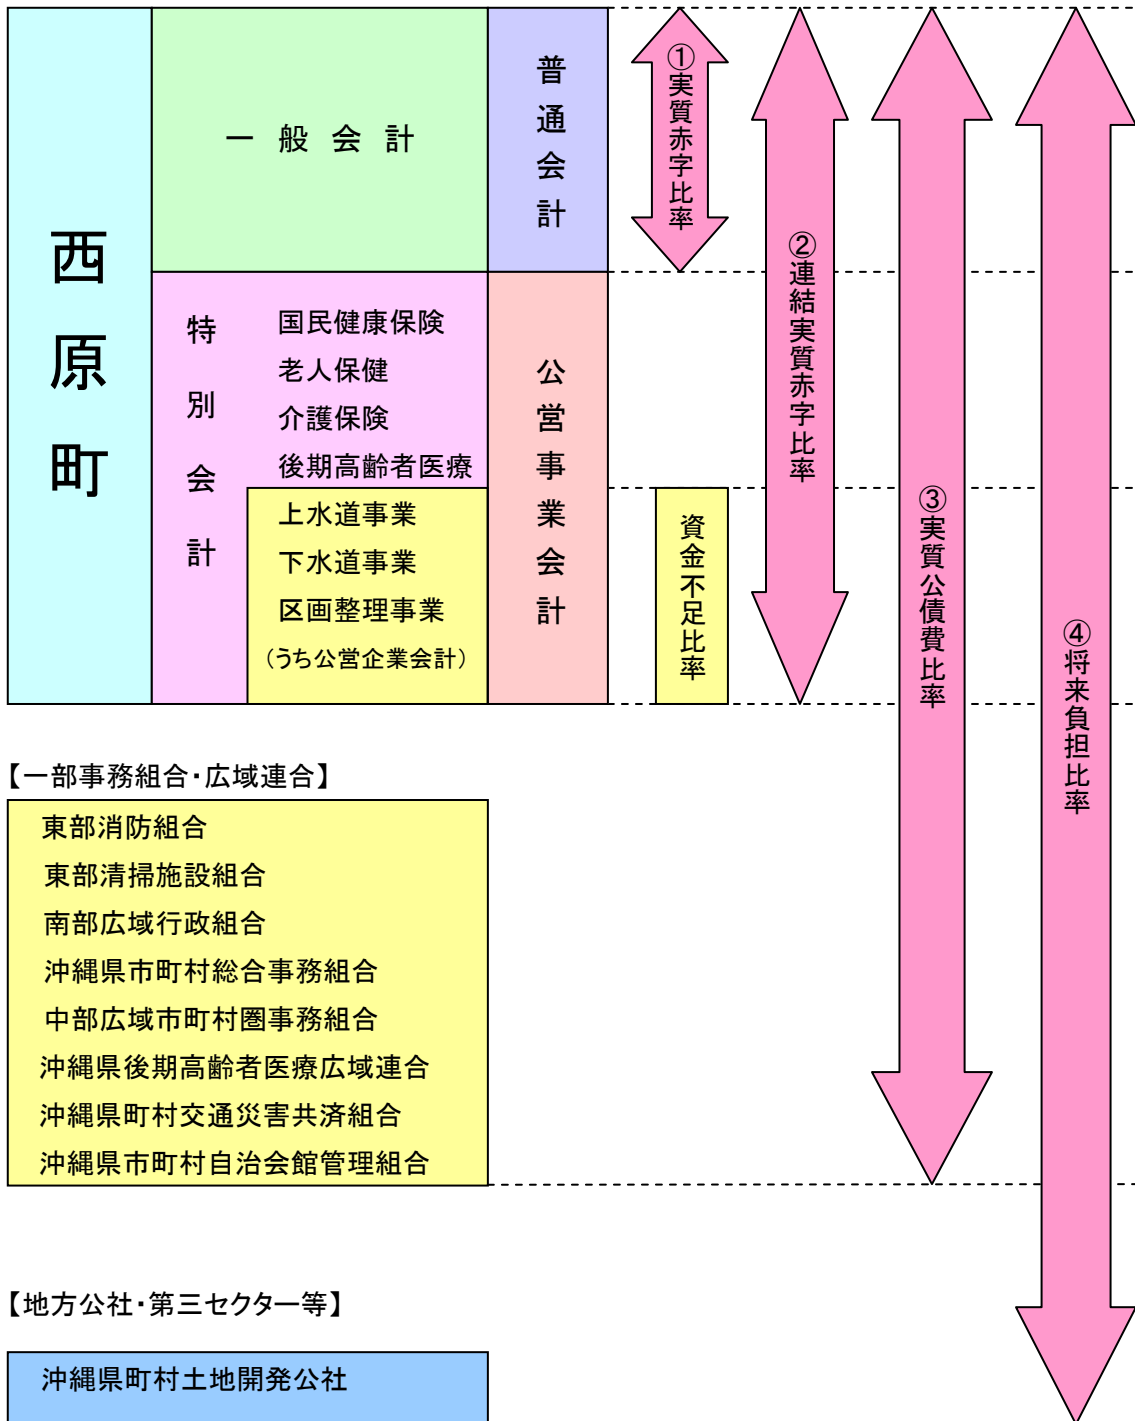 西原町
一般会計
普通会計
①実質赤字比率
②連結実質赤字比率
③実質公債費比率
④将来負担比率
特別会計
国民健康保険
老人保健
介護保険
後期高齢者医療
上水道事業
下水道事業
区画整理事業
(うち公営企業会計)
公営事業会計
資金不足比率
【一部事務組合・広域連合】
東部消防組合
東部清掃施設組合
南部広域行政組合
沖縄県市町村総合事務組合
中部広域市町村圏事務組合
沖縄県後期高齢者医療広域連合
沖縄県町村交通災害共済組合
沖縄県市町村自治会館管理組合
【地方公社・第三セクター等】
沖縄県町村土地開発公社